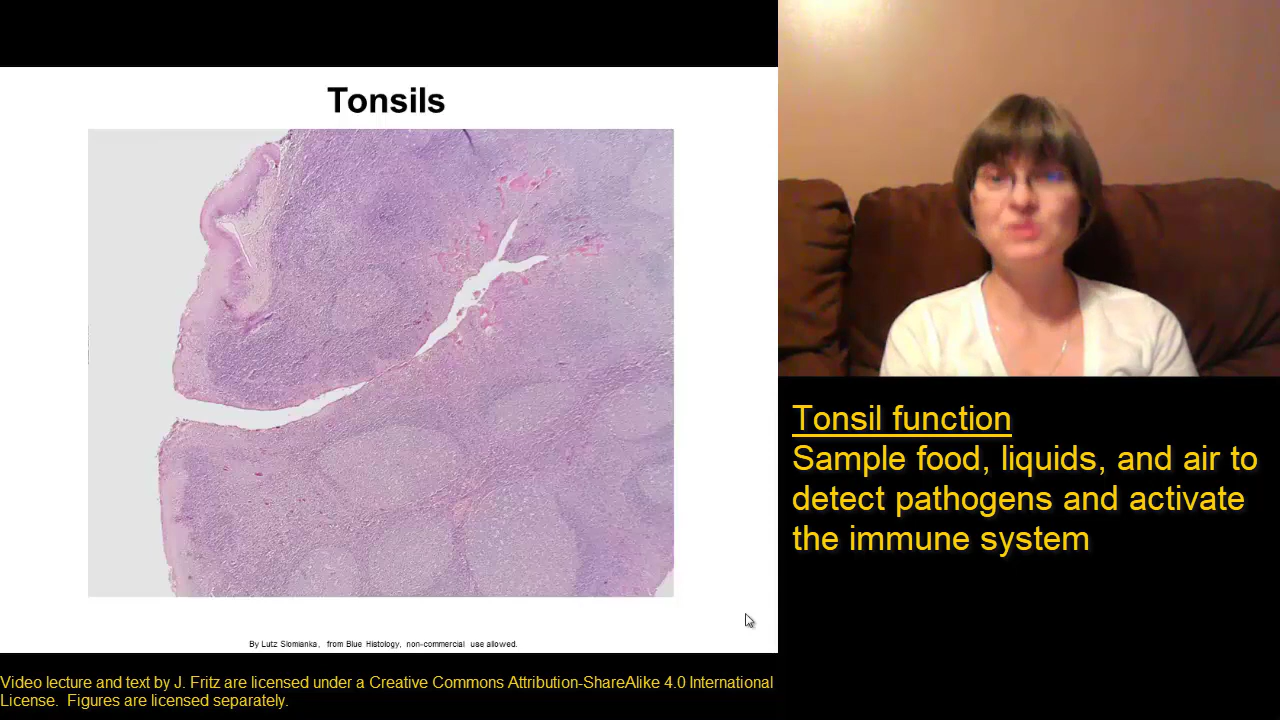 Tonsils
By Lutz Slomianka, from Blue Histology, non-commercial use allowed.
Tonsil function
Sample food, liquids, and air to
detect pathogens and activate
the immune system
Video lecture and text by J. Fritz are licensed under a Creative Commons Attribution-ShareAlike 4.0 International
License. Figures are licensed separately.